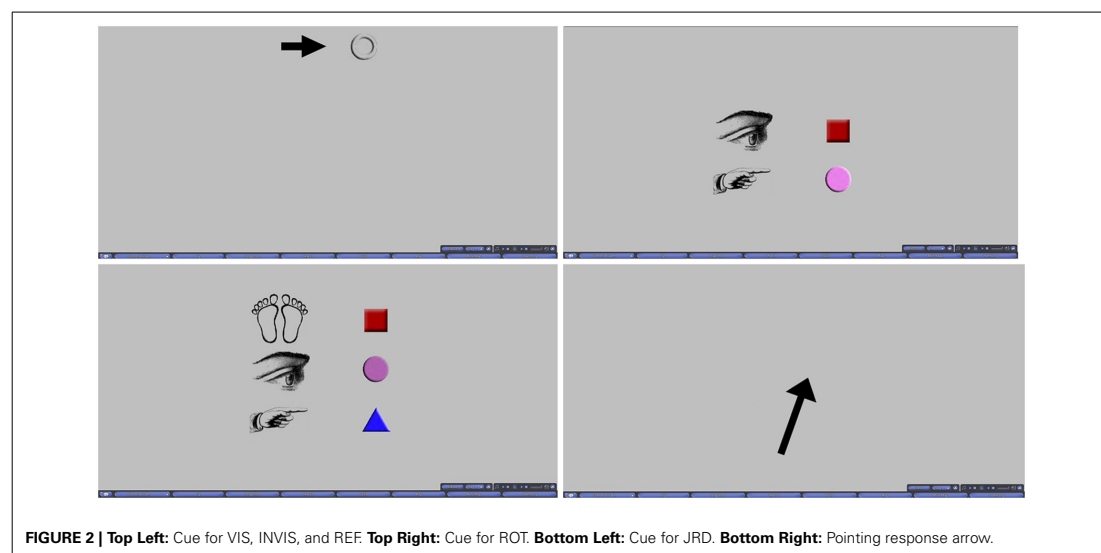 FIGURE 2 | Top Left: Cue for VIS, INVIS, and REF. Top Right: Cue for ROT. Bottom Left: Cue for JRD. Bottom Right: Pointing response arrow.